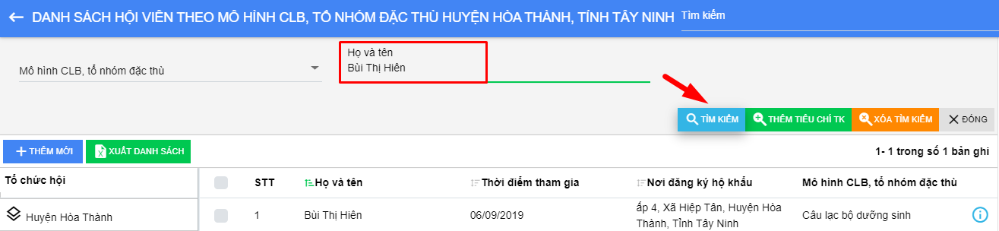 DANH SÁCH HỘI VIÊN THEO MÔ HÌNH CLB, TỔ NHÓM ĐẶC THÙ HUYỆN HÒA THÀNH, TỈNH TÂY NINH
Tìm kiếm
Mô hình CLB, tổ nhóm đặc thù
Họ và tên
Bùi Thị Hiên
TÌM KIẾM
THÊM TIÊU CHÍ TK
XÓA TÌM KIẾM
ĐÓNG
THÊM MỚI
XUẤT DANH SÁCH
1- 1 trong số 1 bản ghi
Tổ chức hội
STT
Họ và tên
Thời điểm tham gia
Nơi đăng ký hộ khẩu
Mô hình CLB, tổ nhóm đặc thù
Huyện Hòa Thành
1
Bùi Thị Hiên
06/09/2019
ấp 4, Xã Hiệp Tân, Huyện Hòa
Thành, Tỉnh Tây Ninh
Câu lạc bộ dưỡng sinh